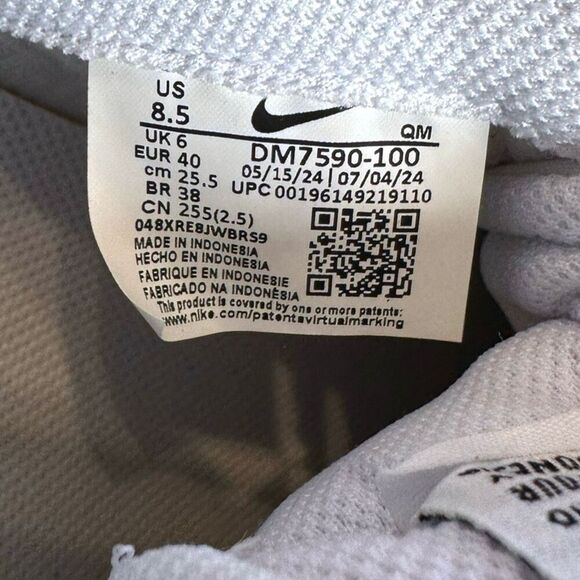 US
8.5
QM
UK 6
DM7590-100
EUR 40
05/15/24 | 07/04/24
cm 25.5
UPC 00196149219110
BR 38
CN 255(2.5)
048XRE8JWBRS9
MADE IN INDONESIA
HECHO EN INDONESIA
FABRIQUE EN INDONESIE
FABRICADO NA INDONÉSIA
This product is covered by one or more patents
www.nike.com/patentsvirtualmarking
YOUR